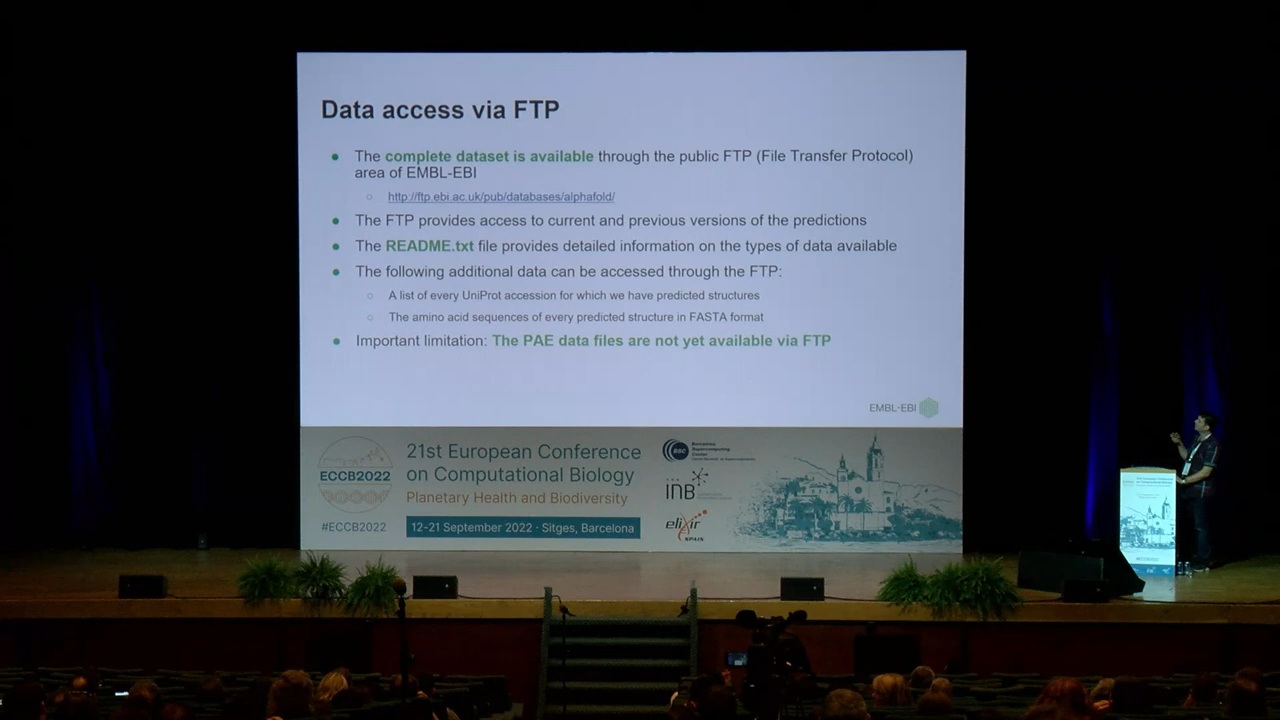 Data access via FTP
The complete dataset is available through the public FTP (File Transfer Protocol)
area of EMBL-EBI
http://ftp.ebi.ac.uk/pub/databases/alphafold/
The FTP provides access to current and previous versions of the predictions
The README.txt file provides detailed information on the types of data available
The following additional data can be accessed through the FTP:
A list of every UniProt accession for which we have predicted structures
The amino acid sequences of every predicted structure in FASTA format
Important limitation: The PAE data files are not yet available via FTP
EMBL-EBI
ECCB2022
#ECCB2022
21st European Conference
on Computational Biology
Planetary Health and Biodiversity
12-21 September 2022 · Sitges, Barcelona
BSC
Barcelona
Supercomputing
Center
INB
elixir
SPAIN